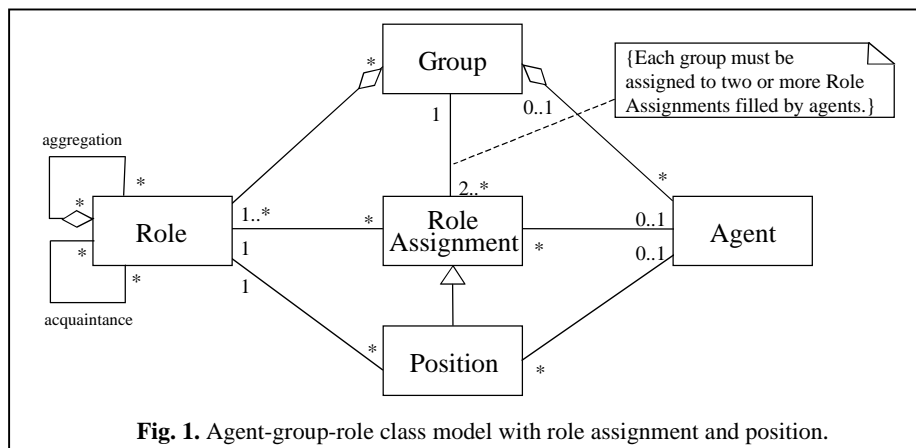 Group
{Each group must be
assigned to two or more Role
Assignments filled by agents.}
*
1
0..1
aggregation
*
*
2..*
*
Role
1..*
*
Role
Assignment
0..1
Agent
*
*
1
*
0..1
1
acquaintance
*
Position
*
Fig. 1. Agent-group-role class model with role assignment and position.